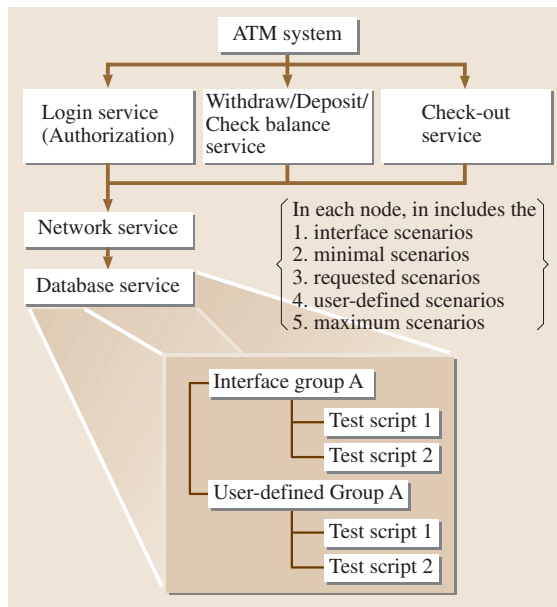 ATM system
Login service
(Authorization)
Withdraw/Deposit/
Check balance
service
Check-out
service
Network service
Database service
In each node, in includes the
1. interface scenarios
2. minimal scenarios
3. requested scenarios
4. user-defined scenarios
5. maximum scenarios
Interface group A
Test script 1
Test script 2
User-defined Group A
Test script 1
Test script 2